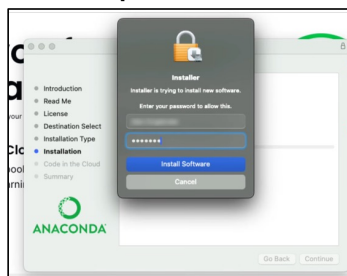 your
Introduction
Read Me
License
Destination Select
Installation Type
Installation
Code in the Cloud
Summary
ANACONDA
Installer
Installer is trying to install new software.
Enter your password to allow this.
•••••••
Install Software
Cancel
Go Back
Continue